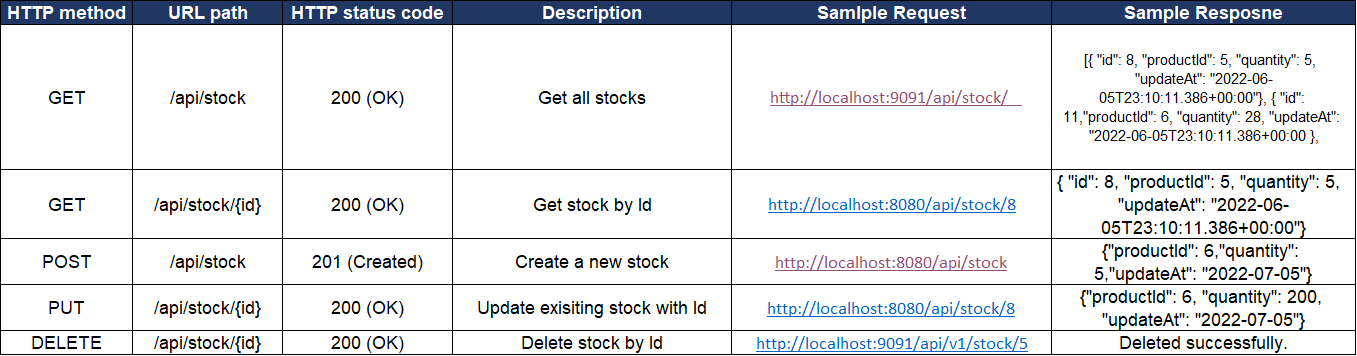 HTTP method URL path HTTP status code Description Samlple Request Sample Resposne
GET /api/stock 200 (OK) Get all stocks http://localhost:9091/api/stock/
[{ "id": 8, "productId": 5, "quantity": 5,
"updateAt": "2022-06-
05T23:10:11.386+00:00"}, { "id":
11,"productId": 6, "quantity": 28, "updateAt":
"2022-06-05T23:10:11.386+00:00 },
GET /api/stock/{id} 200 (OK) Get stock by Id http://localhost:8080/api/stock/8
{ "id": 8, "productId": 5, "quantity": 5,
"updateAt": "2022-06-
05T23:10:11.386+00:00"}
POST /api/stock 201 (Created) Create a new stock http://localhost:8080/api/stock
{"productId": 6,"quantity":
5,"updateAt": "2022-07-05"}
PUT /api/stock/{id} 200 (OK) Update exisiting stock with Id http://localhost:8080/api/stock/8
{"productId": 6, "quantity": 200,
"updateAt": "2022-07-05"}
DELETE /api/stock/{id} 200 (OK) Delete stock by Id http://localhost:9091/api/v1/stock/5 Deleted successfully.